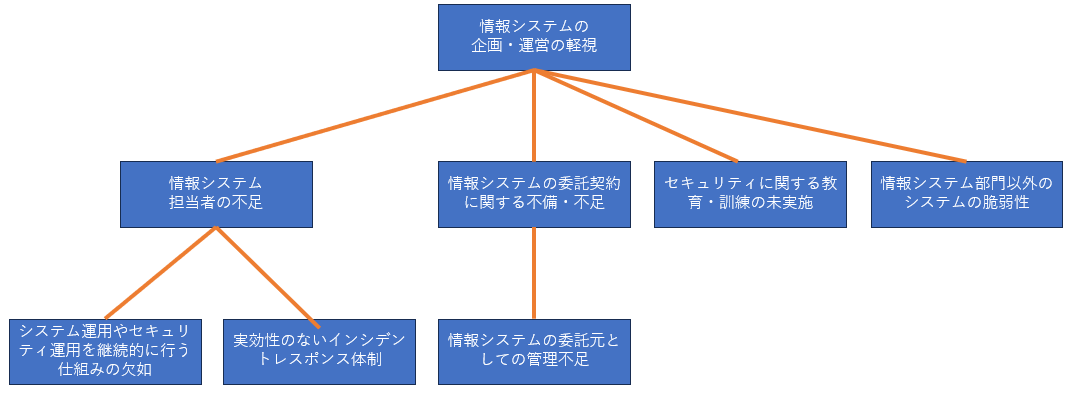 情報システムの
企画・運営の軽視
情報システム
担当者の不足
情報システムの委託契約
に関する不備・不足
セキュリティに関する教
育・訓練の未実施
情報システム部門以外の
システムの脆弱性
システム運用やセキュリ
ティ運用を継続的に行う
仕組みの欠如
実効性のないインシデン
トレスポンス体制
情報システムの委託元と
しての管理不足